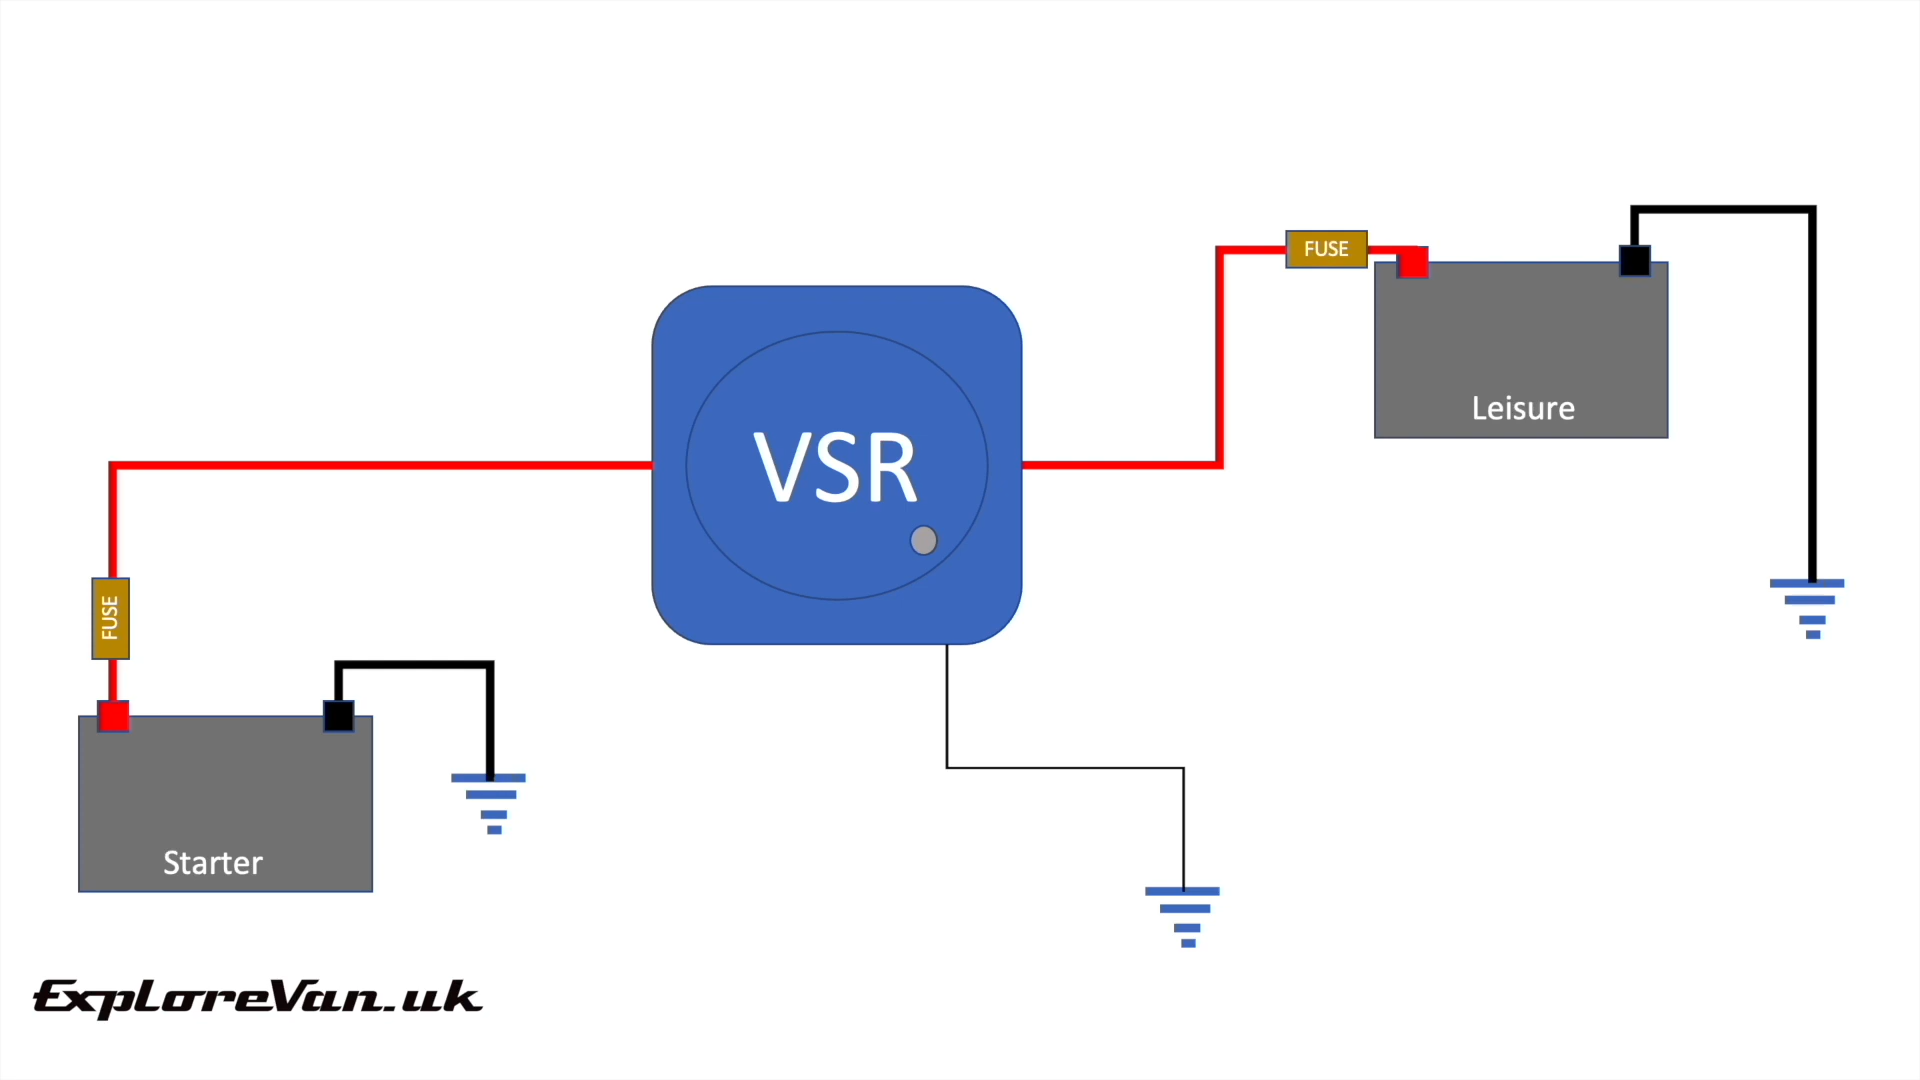 FUSE
Leisure
VSR
FUSE
Starter
ExploreVan.uk